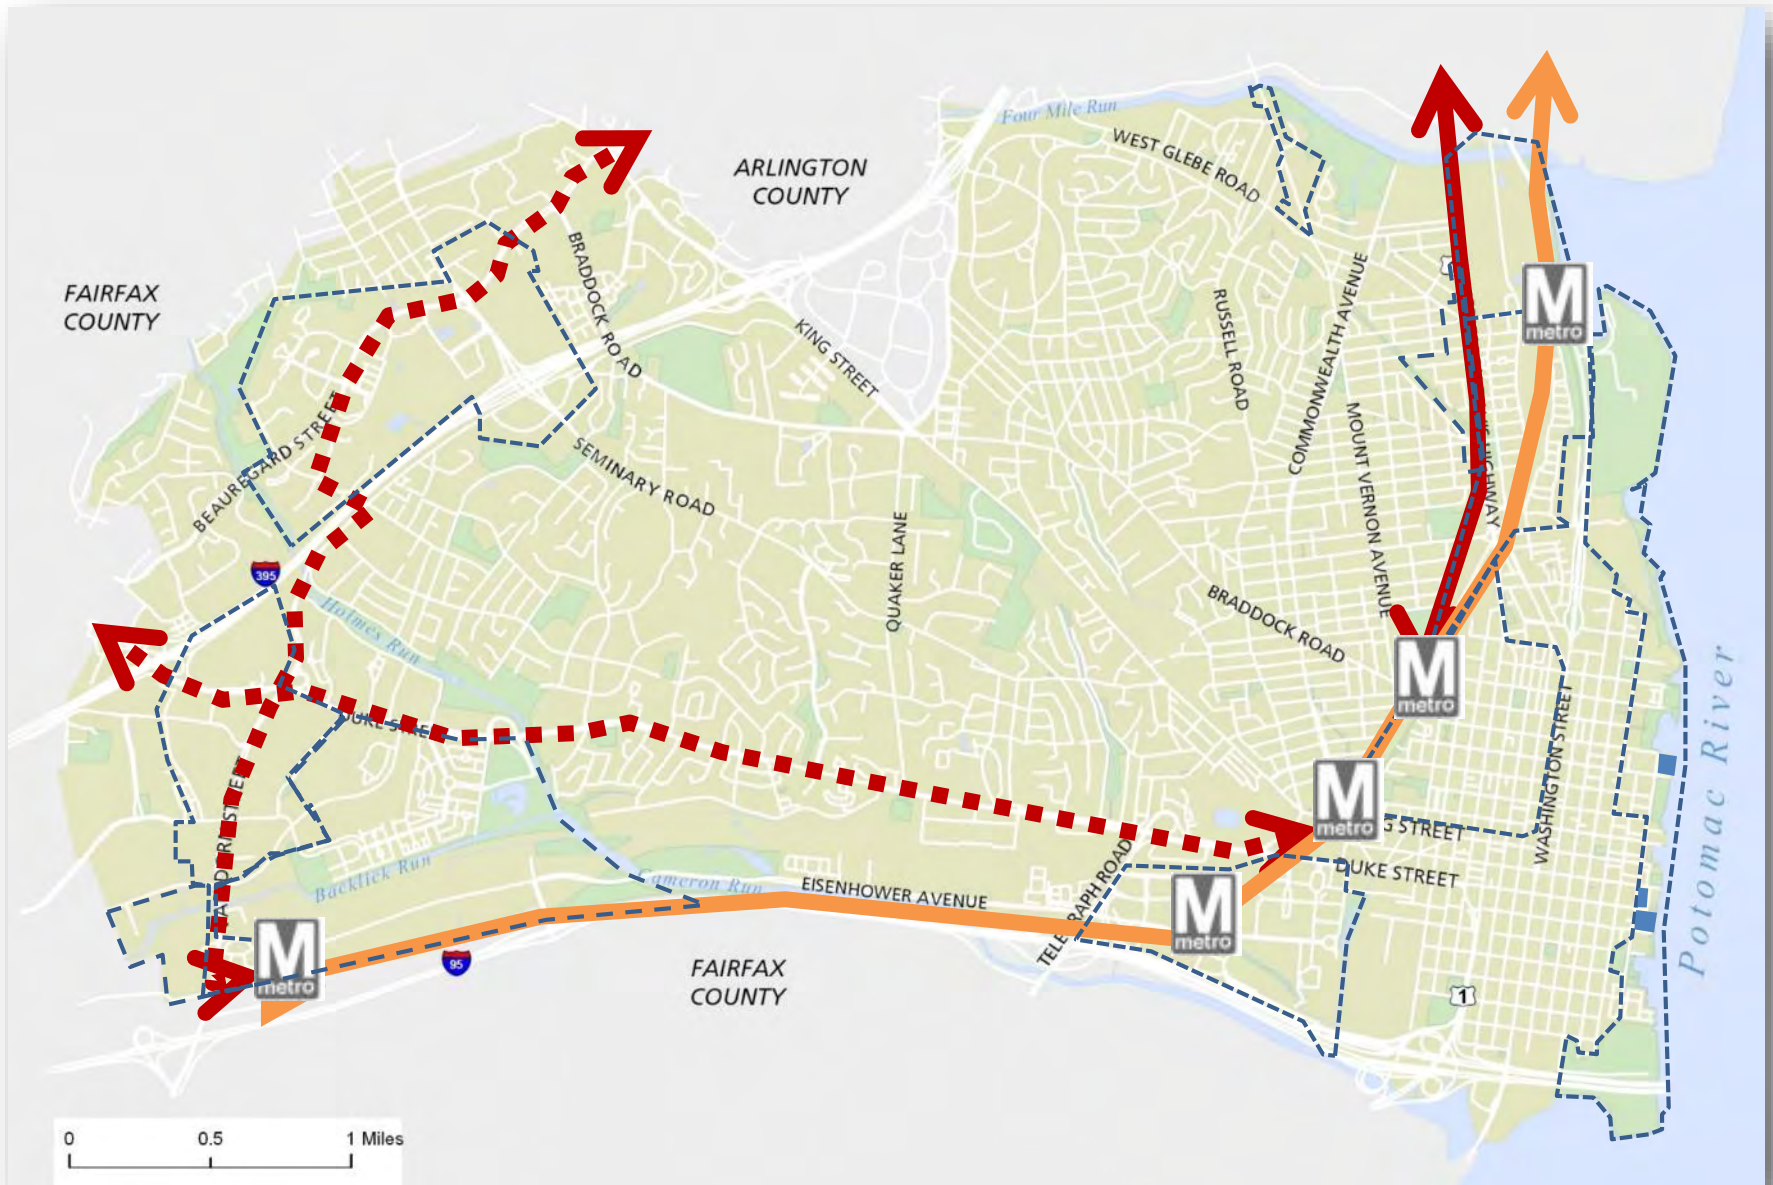 Four Mile Run
WEST GLEBE ROAD
ARLINGTON
COUNTY
FAIRFAX
COUNTY
BRADDOCK ROAD
KING STREET
RUSSELL ROAD
COMMONWEALTH AVENUE
MOUNT VERNON AVENUE
HIGHWAY
M
metro
BEAUREGARD STREET
SEMINARY ROAD
QUAKER LANE
395
Holmes Run
BRADDOCK ROAD
M
metro
WASHINGTON STREET
Potomac River
DUKE STREET
M
metro
G STREET
DUKE STREET
Backlick Run
Cameron Run
EISENHOWER AVENUE
TELEGRAPH ROAD
M
metro
M
metro
95
FAIRFAX
COUNTY
1
0 0.5 1 Miles